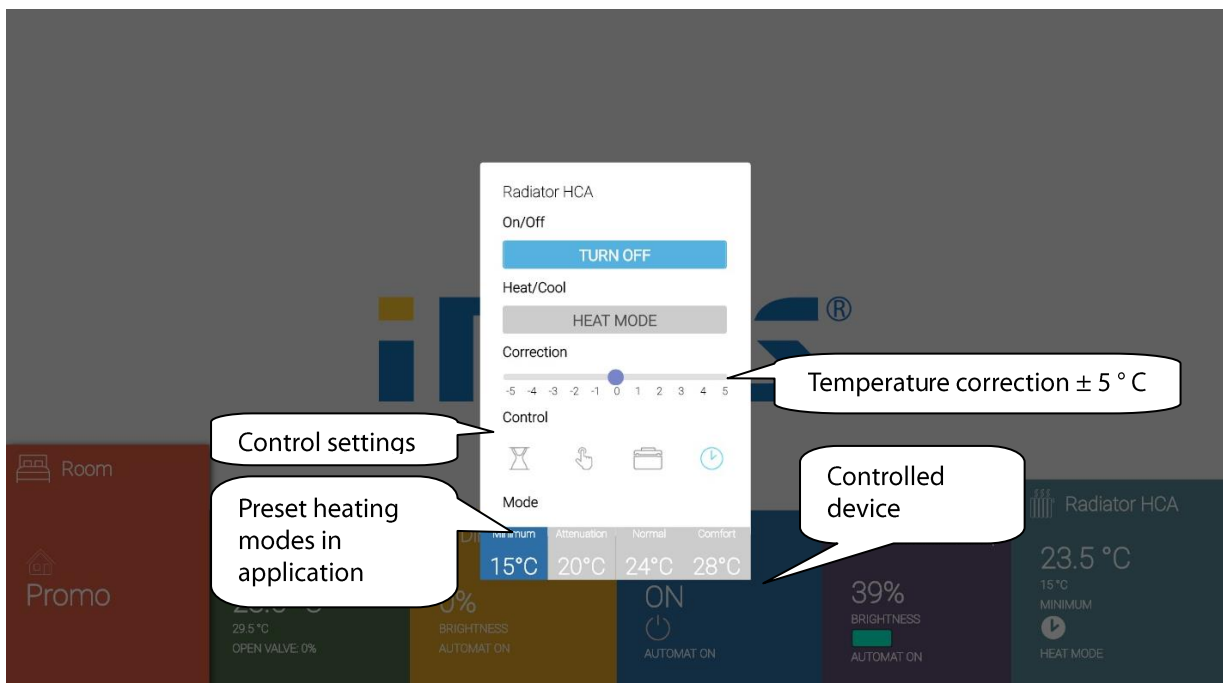 Radiator HCA
On/Off
TURN OFF
Heat/Cool
HEAT MODE
®
Correction
-5 -4 -3 -2 -1 0 1 2 3 4 5
Temperature correction ± 5 ° C
Control
Control settings
Mode
Preset heating
modes in
application
Minimum Attenuation Normal Comfort
15°C 20°C 24°C 28°C
Controlled
device
Room
Promo
29.5 °C
OPEN VALVE: 0%
0%
BRIGHTNESS
AUTOMAT ON
ON
AUTOMAT ON
39%
BRIGHTNESS
AUTOMAT ON
Radiator HCA
23.5 °C
15 °C
MINIMUM
HEAT MODE